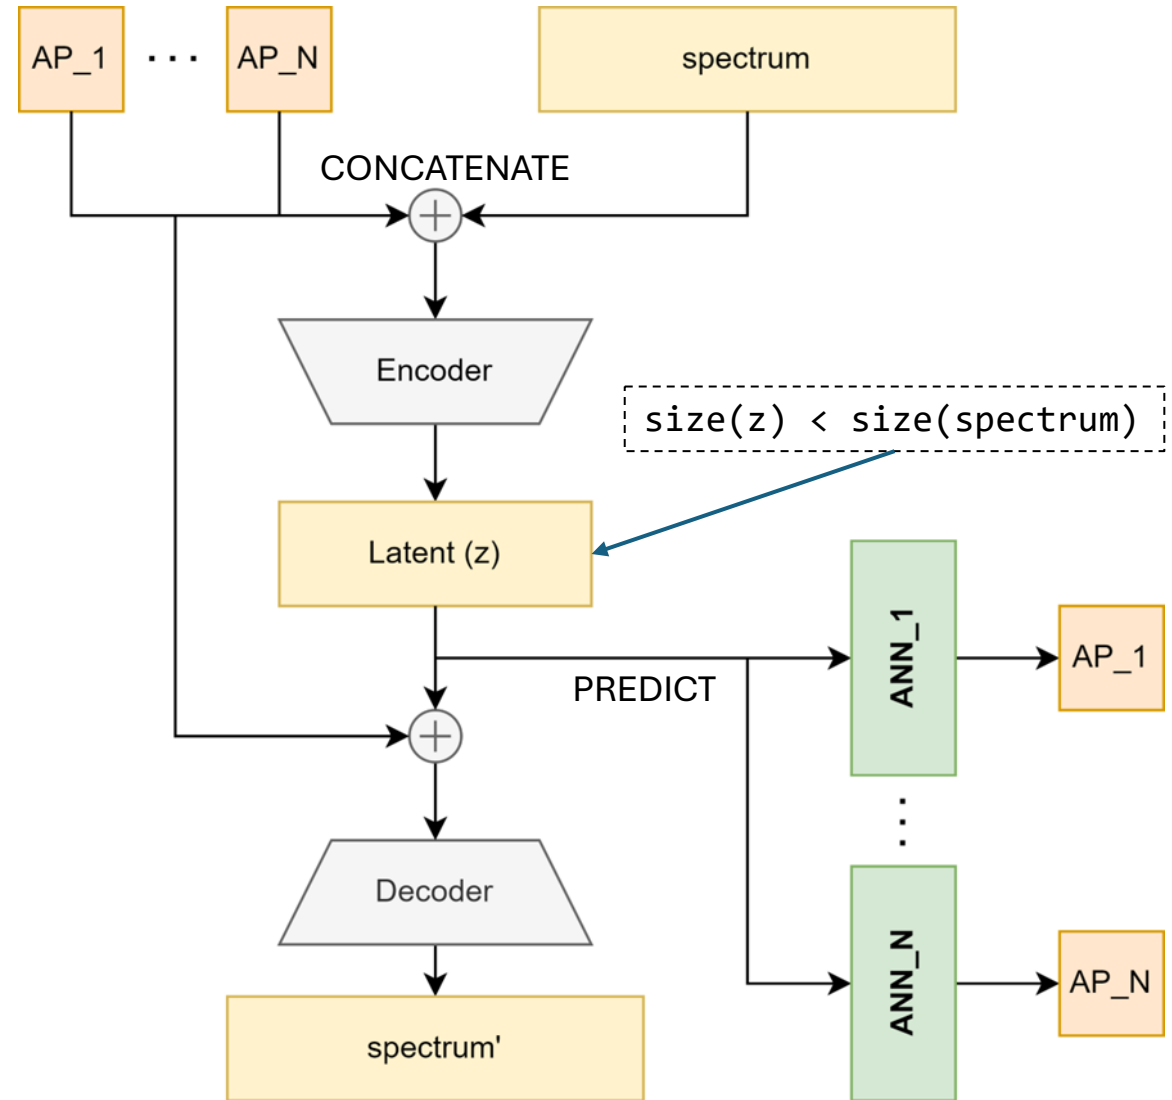 AP_1
. . .
AP_N
spectrum
CONCATENATE
+
Encoder
size(z) < size(spectrum)
Latent (z)
ANN_1
AP_1
PREDICT
+
Decoder
ANN_N
AP_N
spectrum'